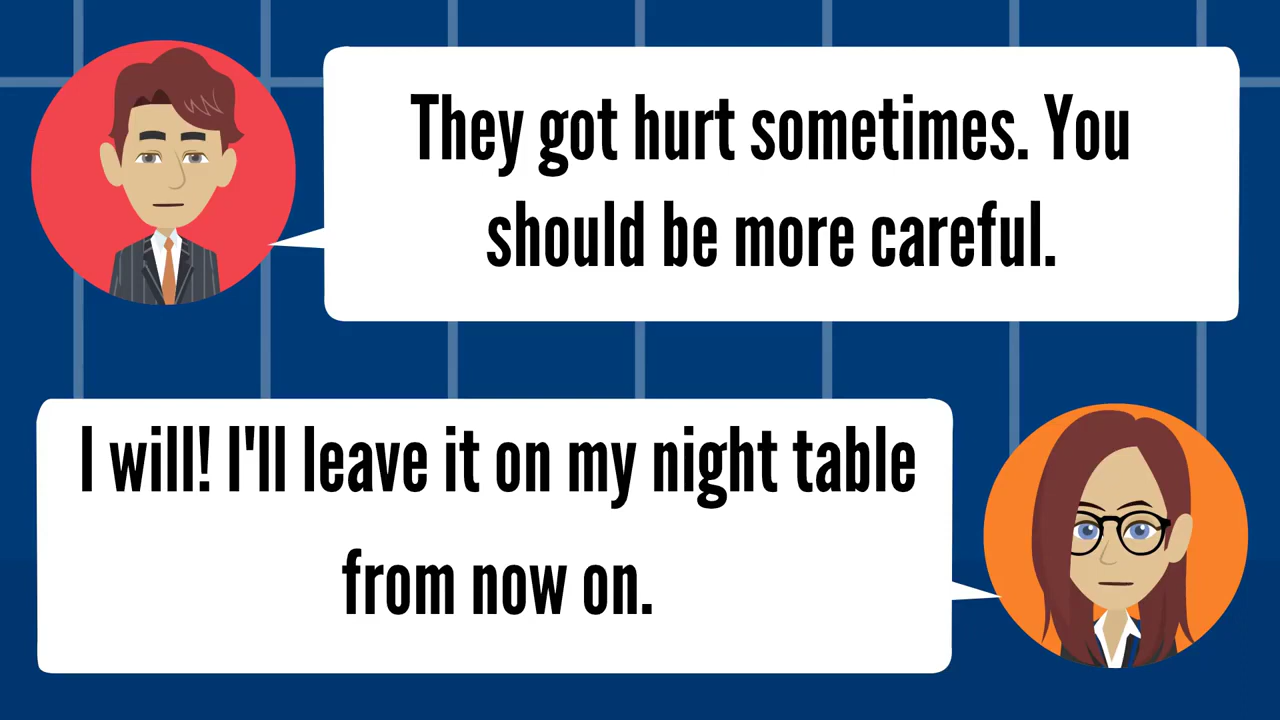 They got hurt sometimes. You
should be more careful.
I will! I'll leave it on my night table
from now on.